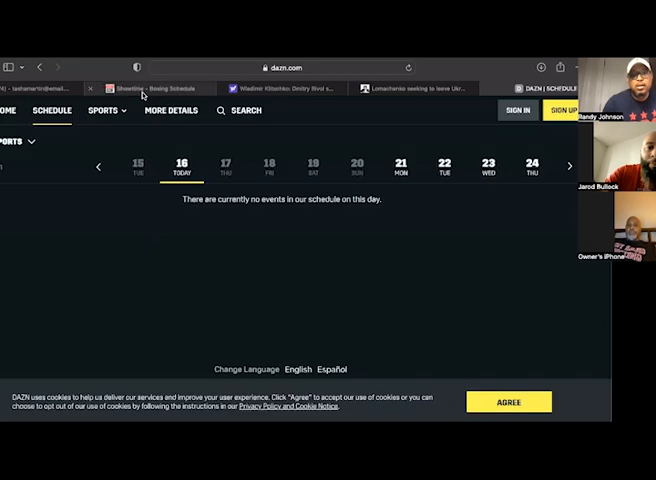 dazn.com
4) - tashamartin@email...
Showtime - Boxing Schedule
Wladimir Klitschko: Dmitry Bivol s...
Lomachenko seeking to leave Ukr...
DAZN | SCHEDULE
OME
SCHEDULE
SPORTS
MORE DETAILS
SEARCH
SIGN IN
SIGN UP
Randy Johnson
PORTS
15 16 17 18 19 20 21 22 23 24
TUE TODAY THU FRI SAT SUN MON TUE WED THU
Jarod Bullock
There are currently no events in our schedule on this day.
Owner's iPhone
Change Language English Español
DAZN uses cookies to help us deliver our services and improve your user experience. Click "Agree" to accept our use of cookies or you can
choose to opt out of our use of cookies by following the instructions in our Privacy Policy and Cookie Notice.
AGREE